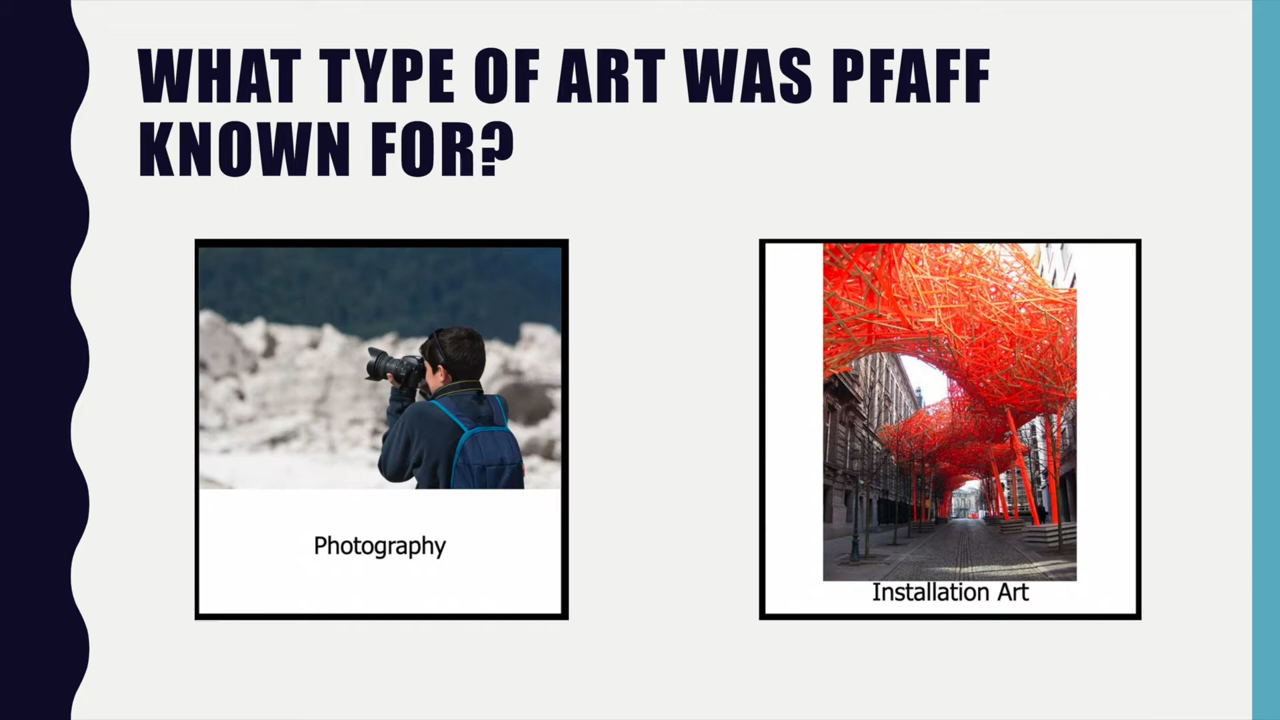 WHAT TYPE OF ART WAS PFAFF
KNOWN FOR?
Photography
Installation Art